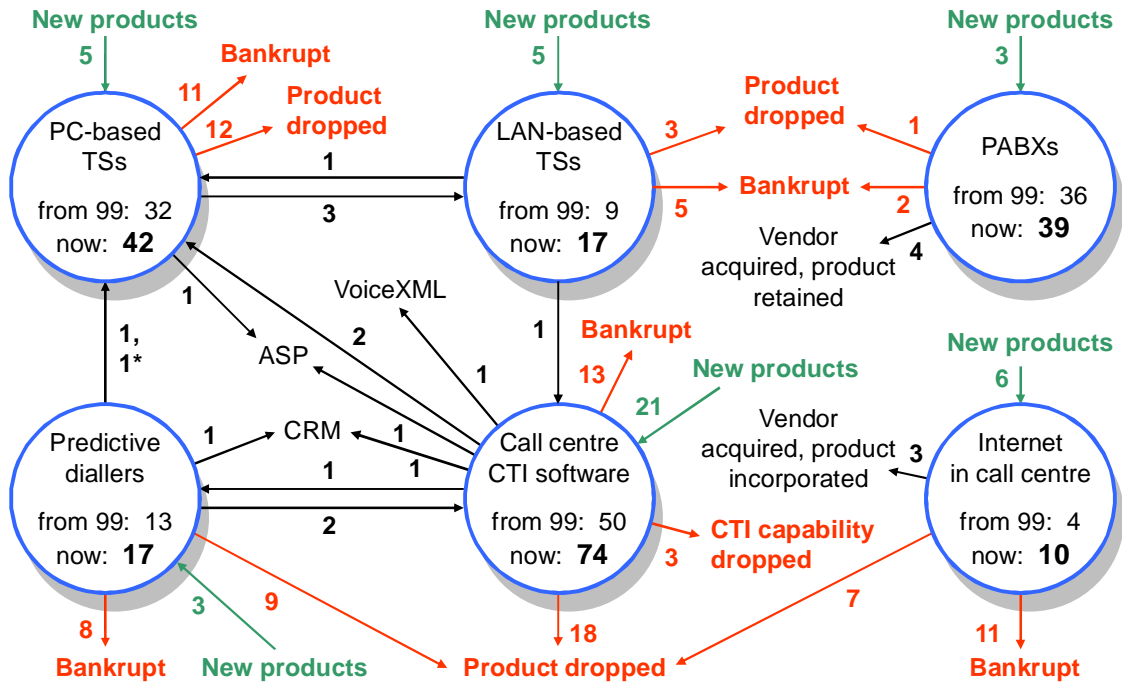 New products
5
Bankrupt
11
12
Product
dropped
PC-based
TSs
from 99: 32
now: 42
1
3
New products
5
LAN-based
TSs
from 99: 9
now: 17
3
5
Product
dropped
Bankrupt
New products
3
1
2
PABXs
from 99: 36
now: 39
4
Vendor
acquired, product
retained
1
ASP
VoiceXML
2
1
1
Bankrupt
13
New products
21
New products
6
1,
1*
Predictive
diallers
from 99: 13
now: 17
1
CRM
1
1
1
2
Call centre
CTI software
from 99: 50
now: 74
Vendor
acquired, product
incorporated
3
Internet
in call centre
from 99: 4
now: 10
CTI capability
dropped
3
8
Bankrupt
3
New products
9
18
Product dropped
7
11
Bankrupt